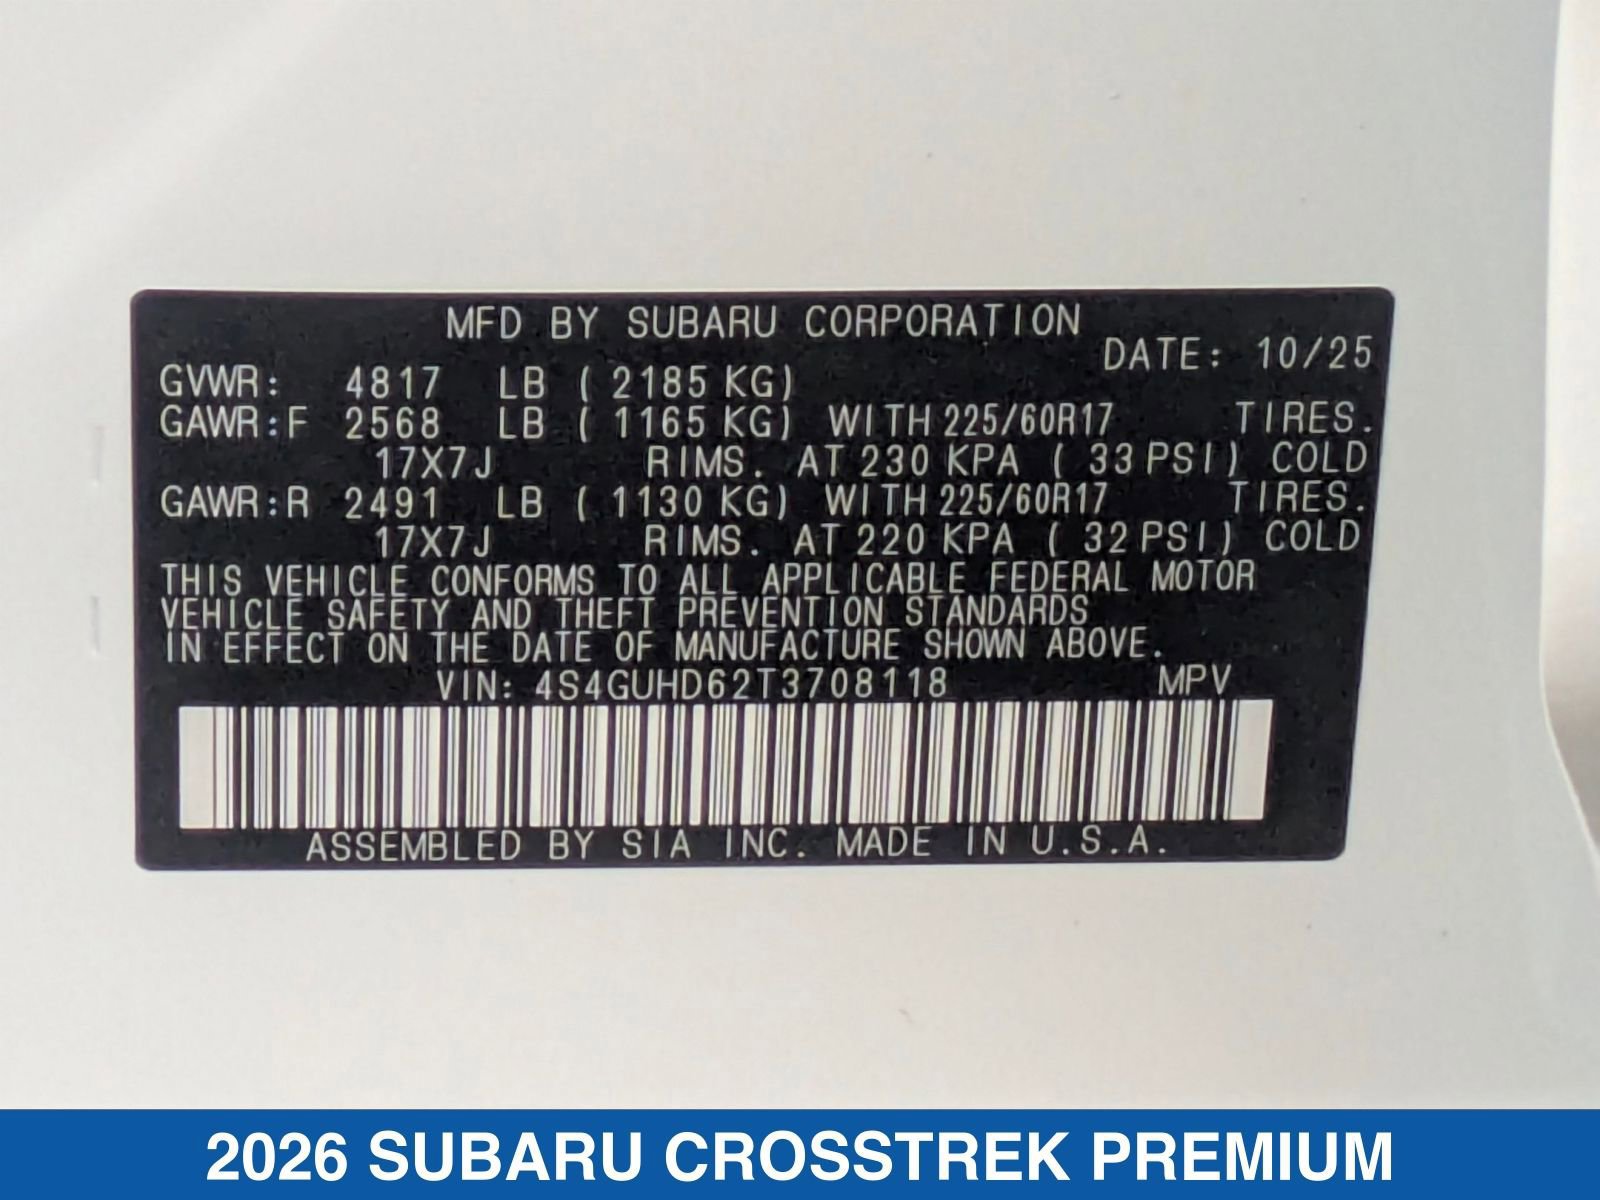 MFD BY SUBARU CORPORATION
DATE: 10/25
GVWR: 4817 LB ( 2185 KG)
GAWR:F 2568 LB ( 1165 KG) WITH 225/60R17 TIRES.
17X7J RIMS. AT 230 KPA ( 33 PSI) COLD
GAWR:R 2491 LB ( 1130 KG) WITH 225/60R17 TIRES.
17X7J RIMS. AT 220 KPA ( 32 PSI) COLD
THIS VEHICLE CONFORMS TO ALL APPLICABLE FEDERAL MOTOR
VEHICLE SAFETY AND THEFT PREVENTION STANDARDS
IN EFFECT ON THE DATE OF MANUFACTURE SHOWN ABOVE.
VIN: 4S4GUHD62T3708118 MPV
ASSEMBLED BY SIA INC. MADE IN U.S.A.
2026 SUBARU CROSSTREK PREMIUM